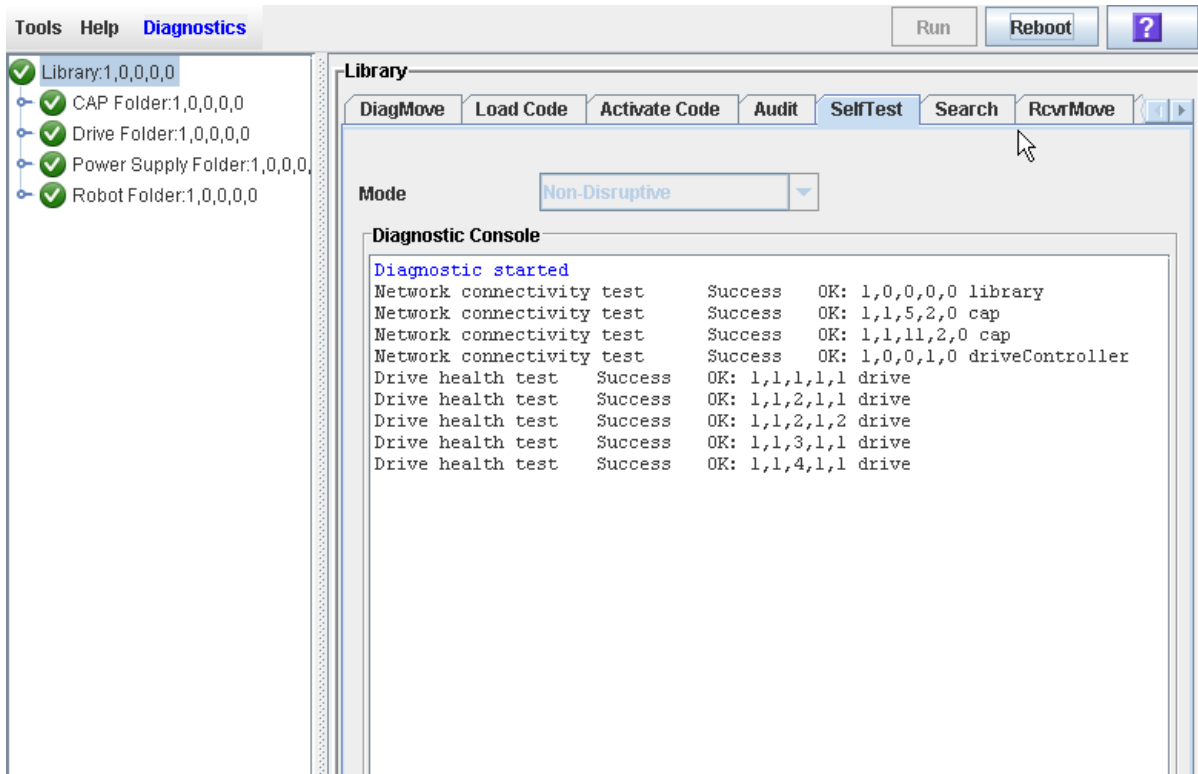 Tools Help Diagnostics Run Reboot ?
Library:1,0,0,0,0
CAP Folder:1,0,0,0,0
Drive Folder:1,0,0,0,0
Power Supply Folder:1,0,0,0,
Robot Folder:1,0,0,0,0
Library
DiagMove Load Code Activate Code Audit SelfTest Search RcvrMove
Mode Non-Disruptive
Diagnostic Console
Diagnostic started
Network connectivity test Success OK: 1,0,0,0,0 library
Network connectivity test Success OK: 1,1,5,2,0 cap
Network connectivity test Success OK: 1,1,11,2,0 cap
Network connectivity test Success OK: 1,0,0,1,0 driveController
Drive health test Success OK: 1,1,1,1,1 drive
Drive health test Success OK: 1,1,2,1,1 drive
Drive health test Success OK: 1,1,2,1,2 drive
Drive health test Success OK: 1,1,3,1,1 drive
Drive health test Success OK: 1,1,4,1,1 drive